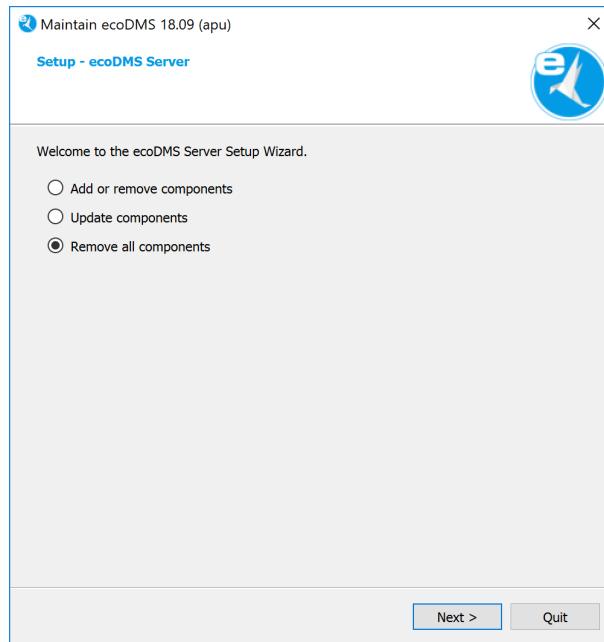 Maintain ecoDMS 18.09 (apu)
Setup - ecoDMS Server
e
Welcome to the ecoDMS Server Setup Wizard.
Add or remove components
Update components
Remove all components
Next >
Quit